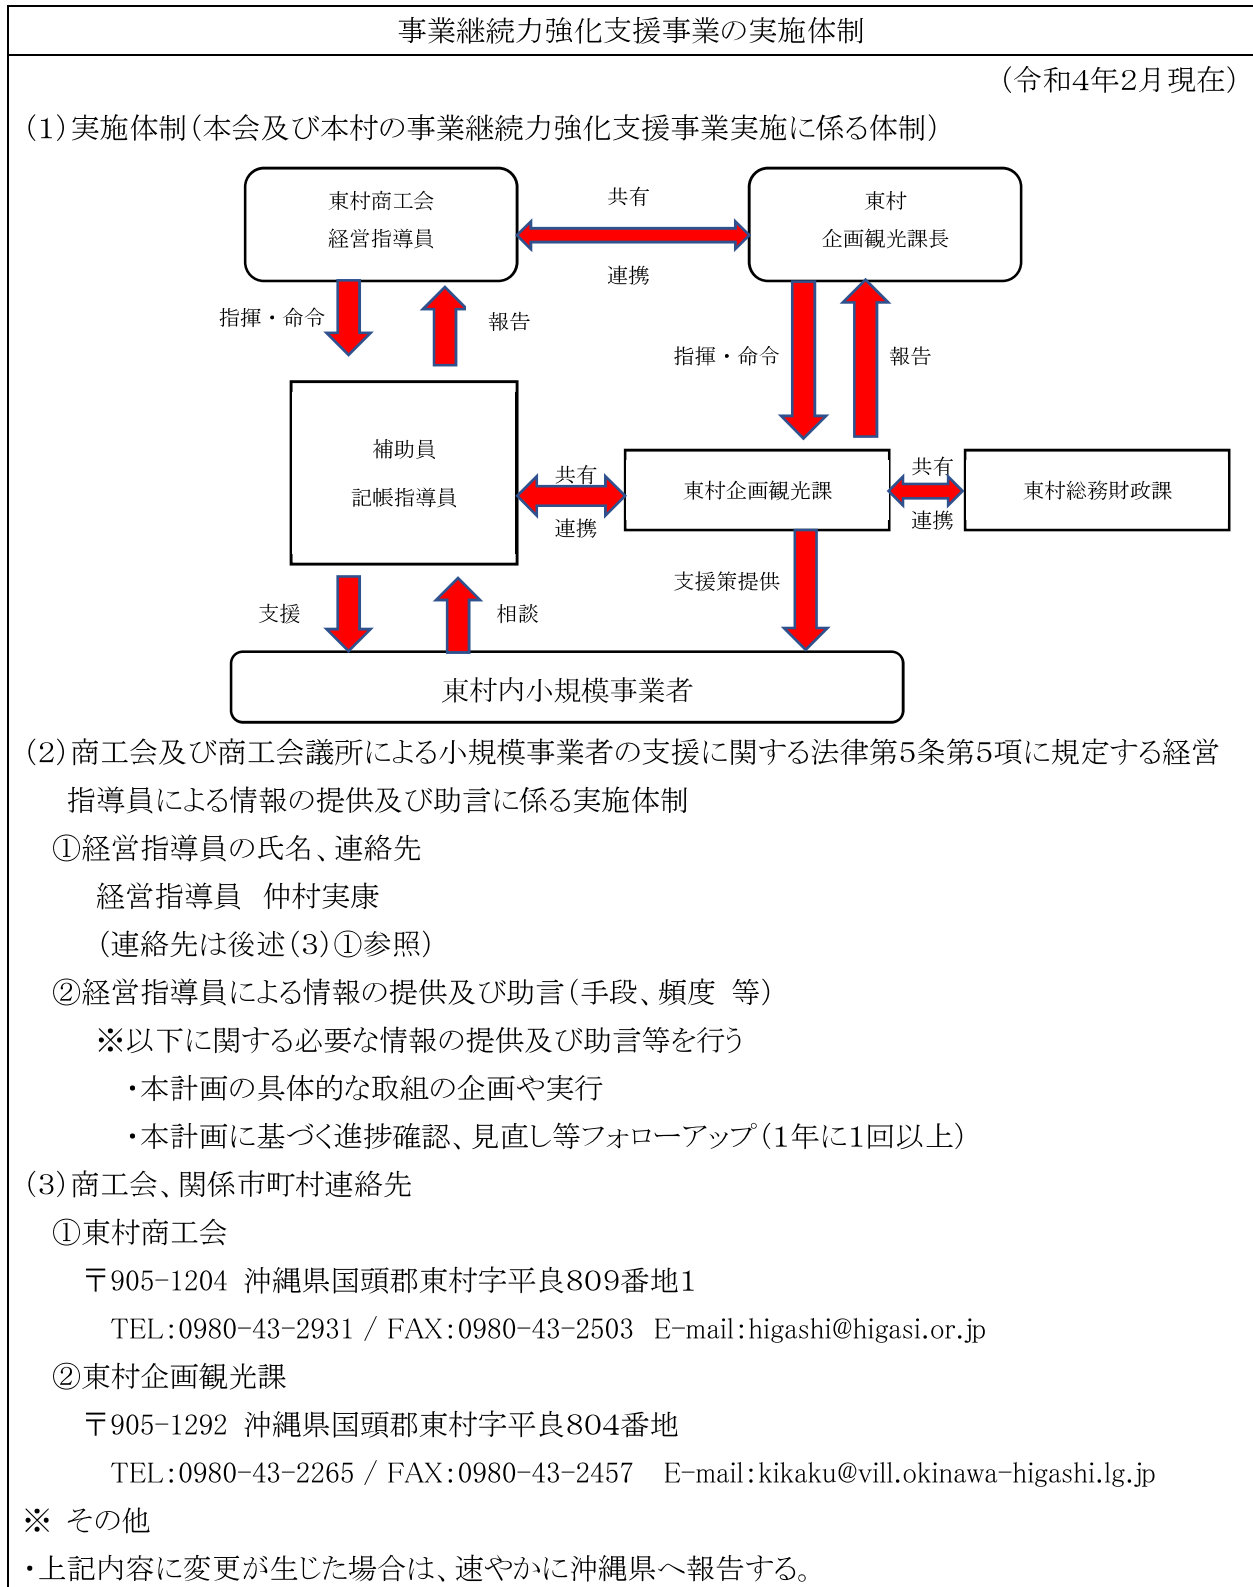 事業継続力強化支援事業の実施体制
（令和４年２月現在）
（１）実施体制（本会及び本村の事業継続力強化支援事業実施に係る体制）
東村商工会
経営指導員
共有
連携
東村
企画観光課長
指揮・命令
報告
指揮・命令
報告
補助員
記帳指導員
共有
連携
東村企画観光課
共有
連携
東村総務財政課
支援
相談
支援策提供
東村内小規模事業者
（２）商工会及び商工会議所による小規模事業者の支援に関する法律第５条第５項に規定する経営
指導員による情報の提供及び助言に係る実施体制
①経営指導員の氏名、連絡先
経営指導員　仲村実康
（連絡先は後述（３）①参照）
②経営指導員による情報の提供及び助言（手段、頻度　等）
※以下に関する必要な情報の提供及び助言等を行う
・本計画の具体的な取組の企画や実行
・本計画に基づく進捗確認、見直し等フォローアップ（１年に１回以上）
（３）商工会、関係市町村連絡先
①東村商工会
〒905-1204 沖縄県国頭郡東村字平良８０９番地１
TEL：0980-43-2931 / FAX：0980-43-2503 E-mail：higashi@higasi.or.jp
②東村企画観光課
〒905-1292 沖縄県国頭郡東村字平良８０４番地
TEL：0980-43-2265 / FAX：0980-43-2457　E-mail：kikaku@vill.okinawa-higashi.lg.jp
※ その他
・上記内容に変更が生じた場合は、速やかに沖縄県へ報告する。